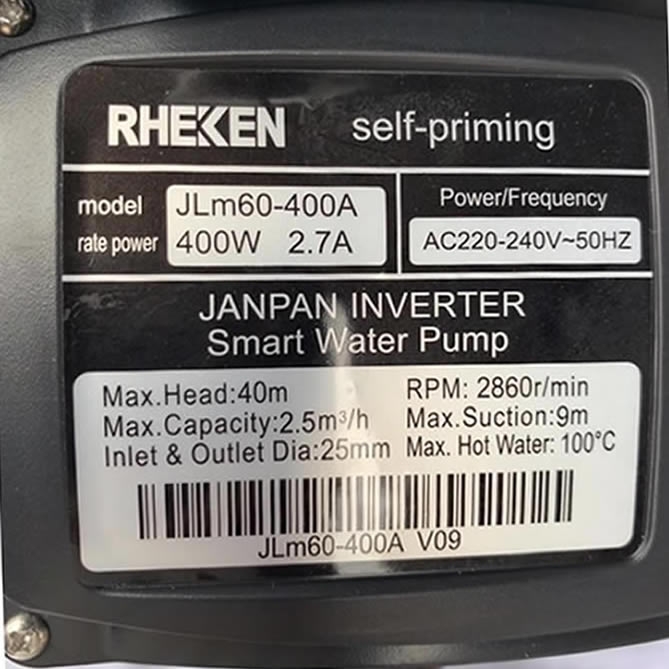 RHEKEN self-priming
model JLm60-400A Power/Frequency
rate power 400W 2.7A AC220-240V~50HZ
JANPAN INVERTER
Smart Water Pump
Max.Head:40m RPM: 2860r/min
Max.Capacity:2.5m³/h Max.Suction:9m
Inlet & Outlet Dia:25mm Max. Hot Water: 100°C
JLm60-400A V09